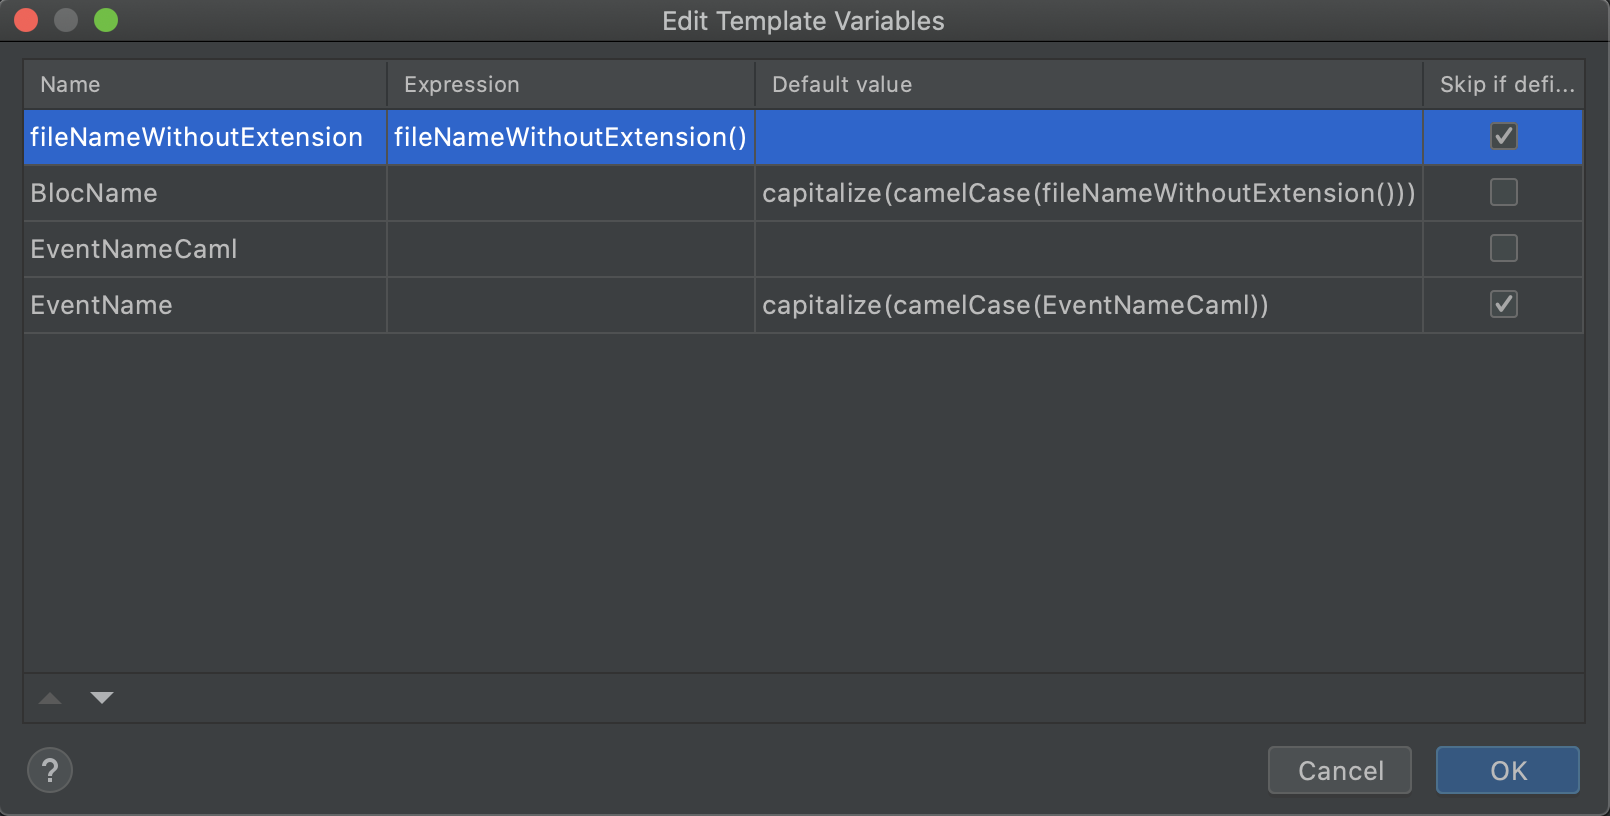 Edit Template Variables
Name Expression Default value Skip if defi...
fileNameWithoutExtension fileNameWithoutExtension()
BlocName capitalize(camelCase(fileNameWithoutExtension()))
EventNameCaml
EventName capitalize(camelCase(EventNameCaml))
?
Cancel OK